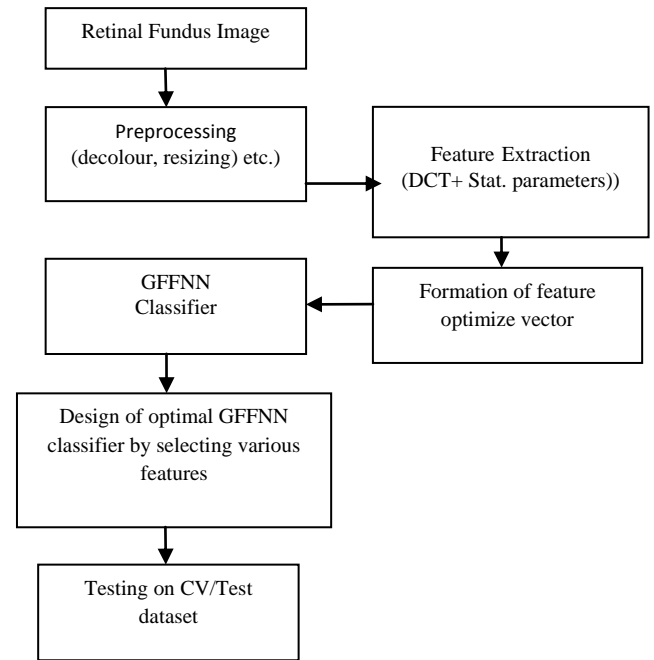 Retinal Fundus Image
Preprocessing
(decolour, resizing) etc.)
Feature Extraction
(DCT+ Stat. parameters))
Formation of feature
optimize vector
GFFNN
Classifier
Design of optimal GFFNN
classifier by selecting various
features
Testing on CV/Test
dataset